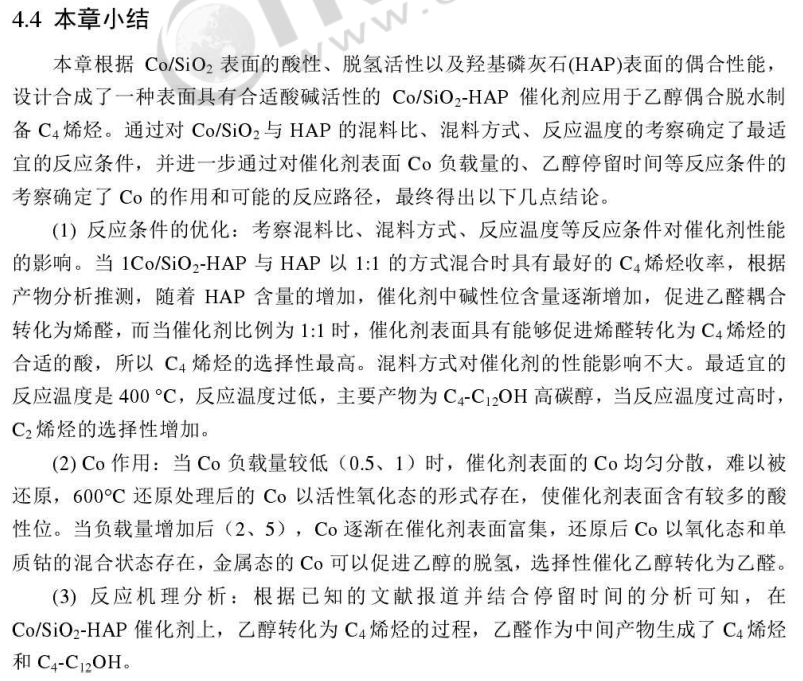 4.4 本章小结
本章根据 Co/SiO₂ 表面的酸性、脱氢活性以及羟基磷灰石(HAP)表面的偶合性能，
设计合成了一种表面具有合适酸碱活性的 Co/SiO₂-HAP 催化剂应用于乙醇偶合脱水制
备 C₄烯烃。通过对 Co/SiO₂与 HAP 的混料比、混料方式、反应温度的考察确定了最适
宜的反应条件，并进一步通过对催化剂表面 Co 负载量的、乙醇停留时间等反应条件的
考察确定了 Co 的作用和可能的反应路径，最终得出以下几点结论。
(1) 反应条件的优化：考察混料比、混料方式、反应温度等反应条件对催化剂性能
的影响。当 1Co/SiO₂-HAP 与 HAP 以 1:1 的方式混合时具有最好的 C₄烯烃收率，根据
产物分析推测，随着 HAP 含量的增加，催化剂中碱性位含量逐渐增加，促进乙醛耦合
转化为烯醛，而当催化剂比例为 1:1 时，催化剂表面具有能够促进烯醛转化为 C₄烯烃的
合适的酸，所以 C₄ 烯烃的选择性最高。混料方式对催化剂的性能影响不大。最适宜的
反应温度是 400 °C，反应温度过低，主要产物为 C₄-C₁₂OH 高碳醇，当反应温度过高时，
C₂烯烃的选择性增加。
(2) Co 作用：当 Co 负载量较低（0.5、1）时，催化剂表面的 Co 均匀分散，难以被
还原，600°C 还原处理后的 Co 以活性氧化态的形式存在，使催化剂表面含有较多的酸
性位。当负载量增加后（2、5），Co 逐渐在催化剂表面富集，还原后 Co 以氧化态和单
质钴的混合状态存在，金属态的 Co 可以促进乙醇的脱氢，选择性催化乙醇转化为乙醛。
(3) 反应机理分析：根据已知的文献报道并结合停留时间的分析可知，在
Co/SiO₂-HAP 催化剂上，乙醇转化为 C₄烯烃的过程，乙醛作为中间产物生成了 C₄烯烃
和 C₄-C₁₂OH。